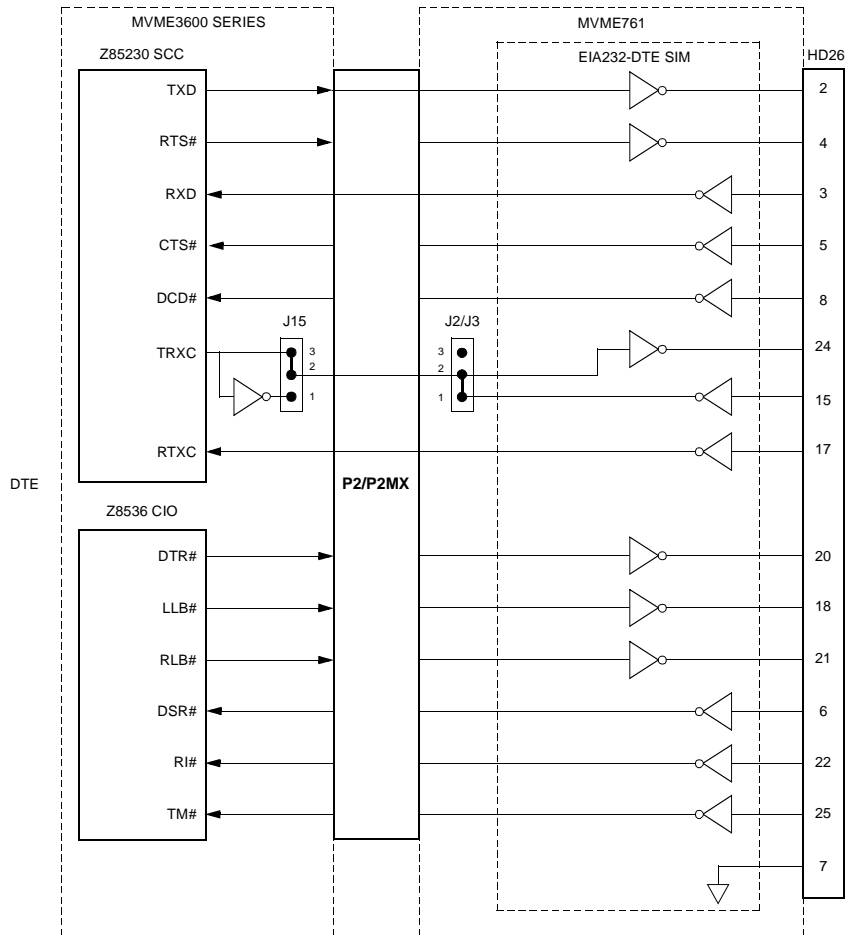 MVME3600 SERIES
MVME761
Z85230 SCC
EIA232-DTE SIM
HD26
TXD
2
RTS#
4
RXD
3
CTS#
5
DCD#
8
J15
J2/J3
TRXC
3
2
1
3
2
1
24
15
RTXC
17
DTE
P2/P2MX
Z8536 CIO
DTR#
20
LLB#
18
RLB#
21
DSR#
6
RI#
22
TM#
25
7